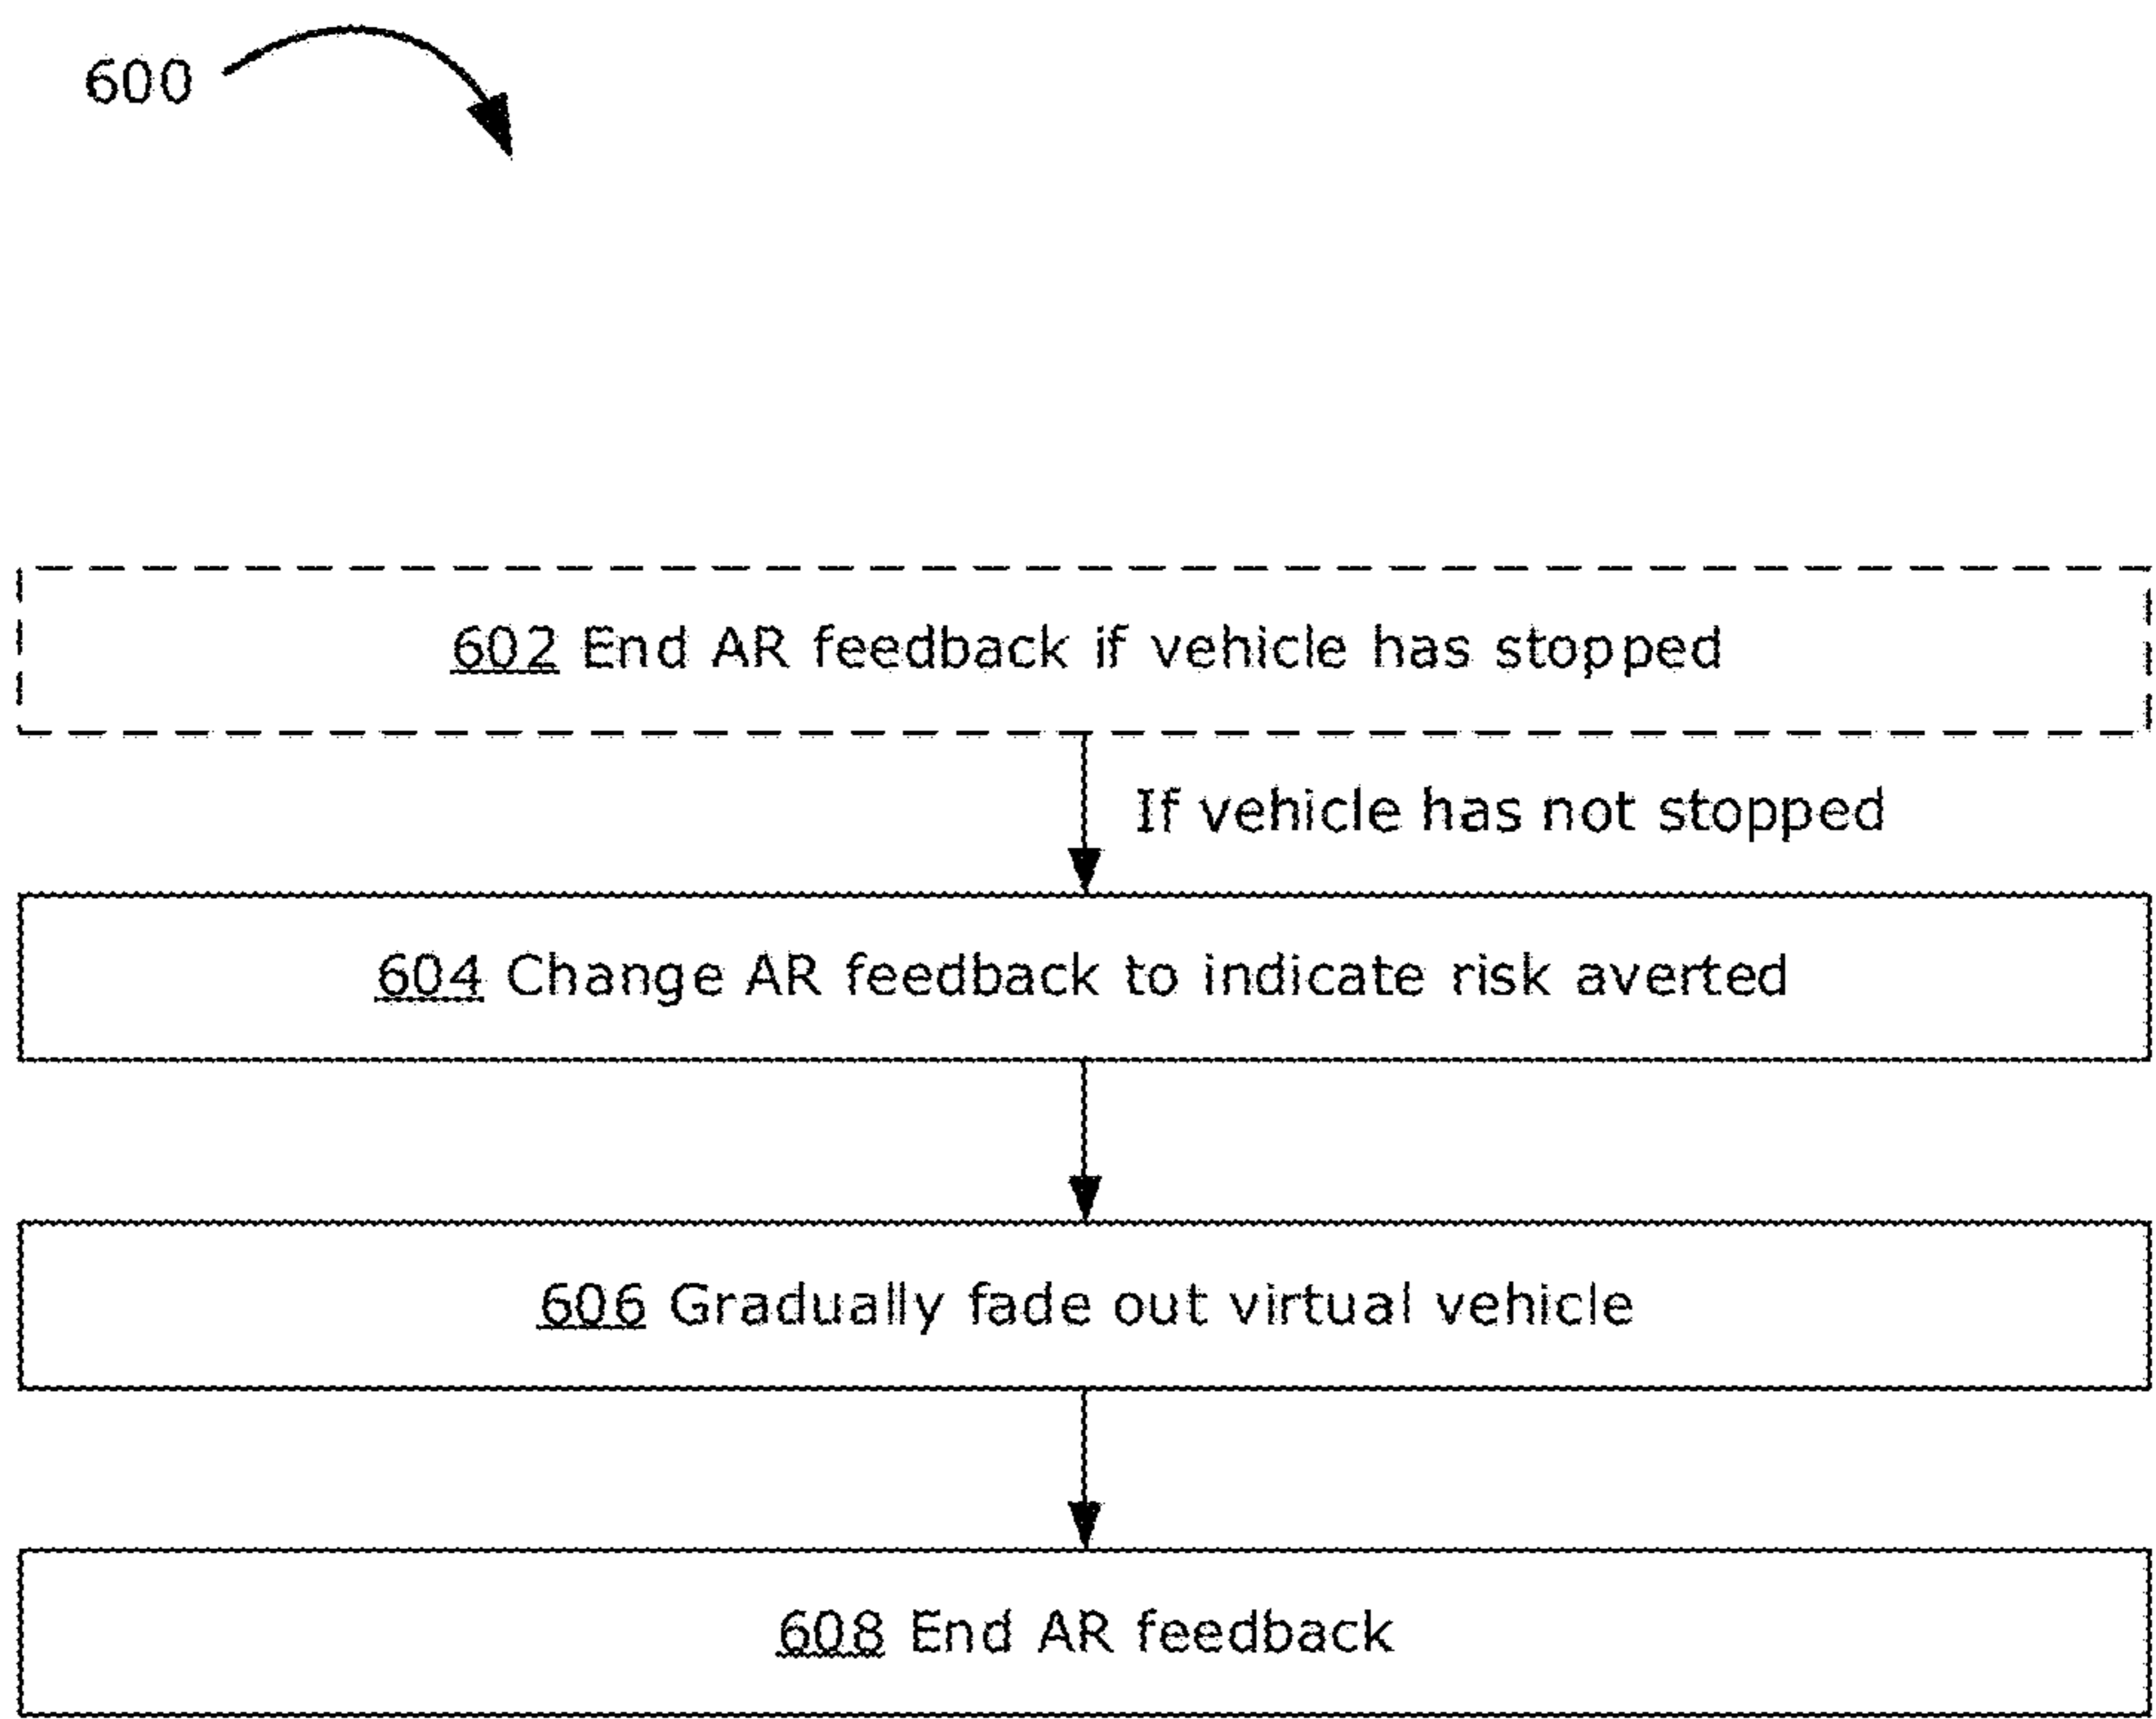 600
602 End AR feedback if vehicle has stopped
If vehicle has not stopped
604 Change AR feedback to indicate risk averted
606 Gradually fade out virtual vehicle
608 End AR feedback